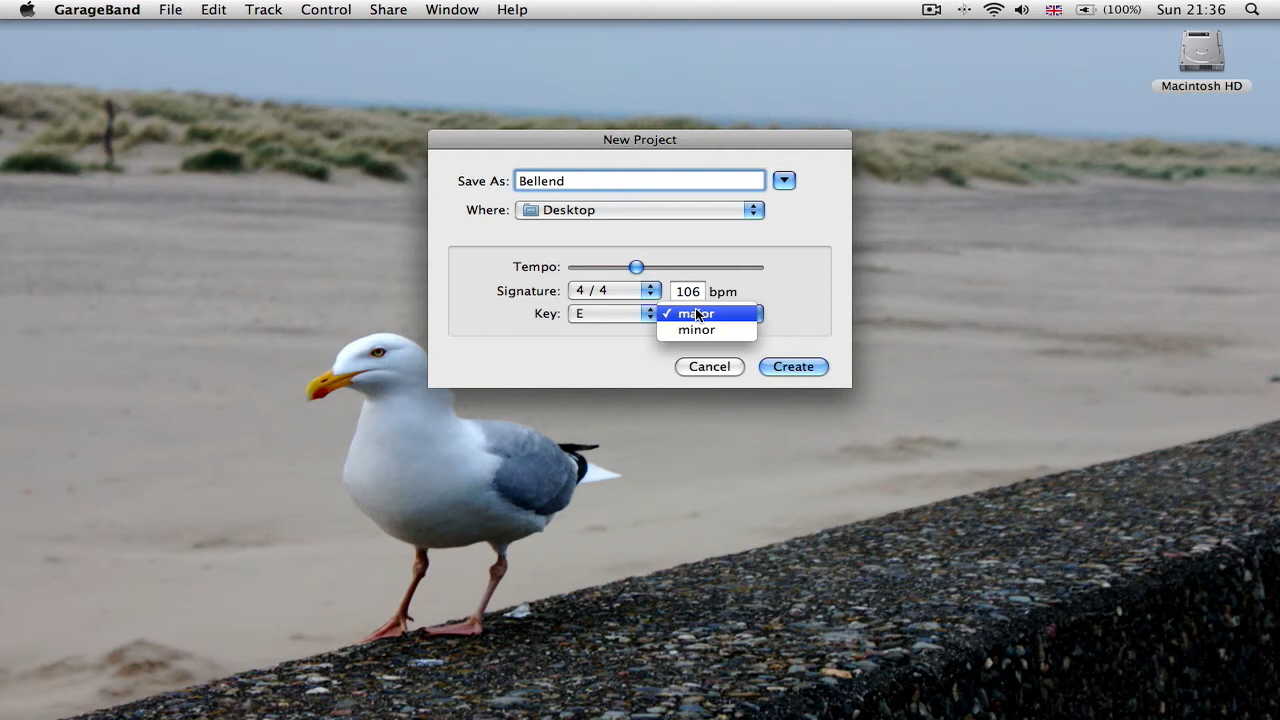 GarageBand File Edit Track Control Share Window Help (100%) Sun 21:36
Macintosh HD
New Project
Save As: Bellend
Where: Desktop
Tempo:
Signature: 4 / 4 106 bpm
Key: E major
minor
Cancel Create